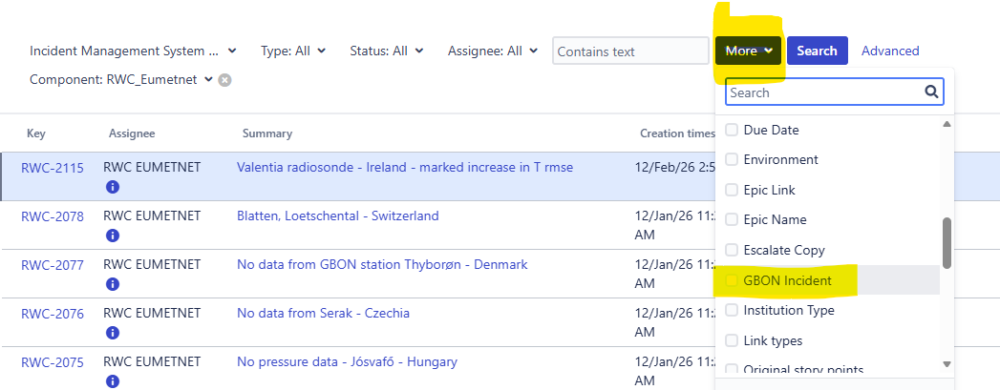 Incident Management System ... Type: All Status: All Assignee: All Contains text More Search Advanced
Component: RWC_Eumetnet
Search
Due Date
Environment
Epic Link
Epic Name
Escalate Copy
GBON Incident
Institution Type
Link types
Original story points
Key Assignee Summary Creation times
RWC-2115 RWC EUMETNET Valentia radiosonde - Ireland - marked increase in T rmse 12/Feb/26 2:5
RWC-2078 RWC EUMETNET Blatten, Loetschental - Switzerland 12/Jan/26 11:
AM
RWC-2077 RWC EUMETNET No data from GBON station Thyborøn - Denmark 12/Jan/26 11:
AM
RWC-2076 RWC EUMETNET No data from Serak - Czechia 12/Jan/26 11:
AM
RWC-2075 RWC EUMETNET No pressure data - Jósvafő - Hungary 12/Jan/26 11:
AM